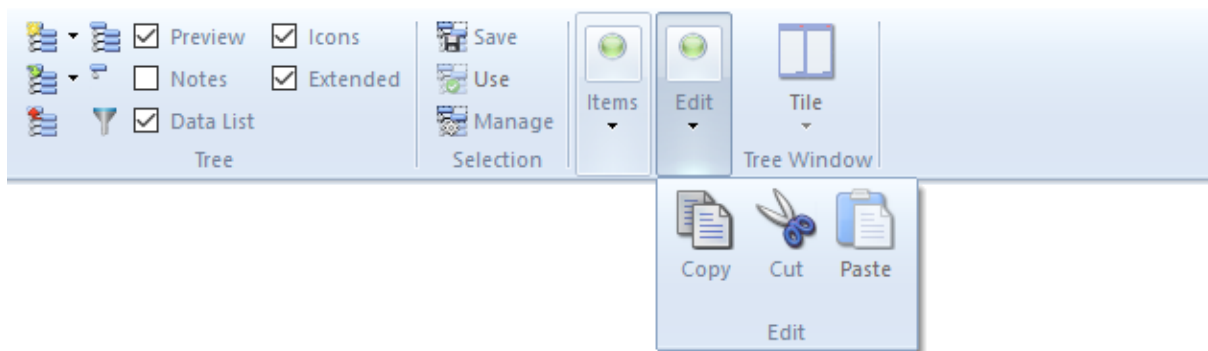 Preview
Icons
Notes
Extended
Data List
Tree
Save
Use
Manage
Selection
Items
Edit
Tile
Tree Window
Copy
Cut
Paste
Edit